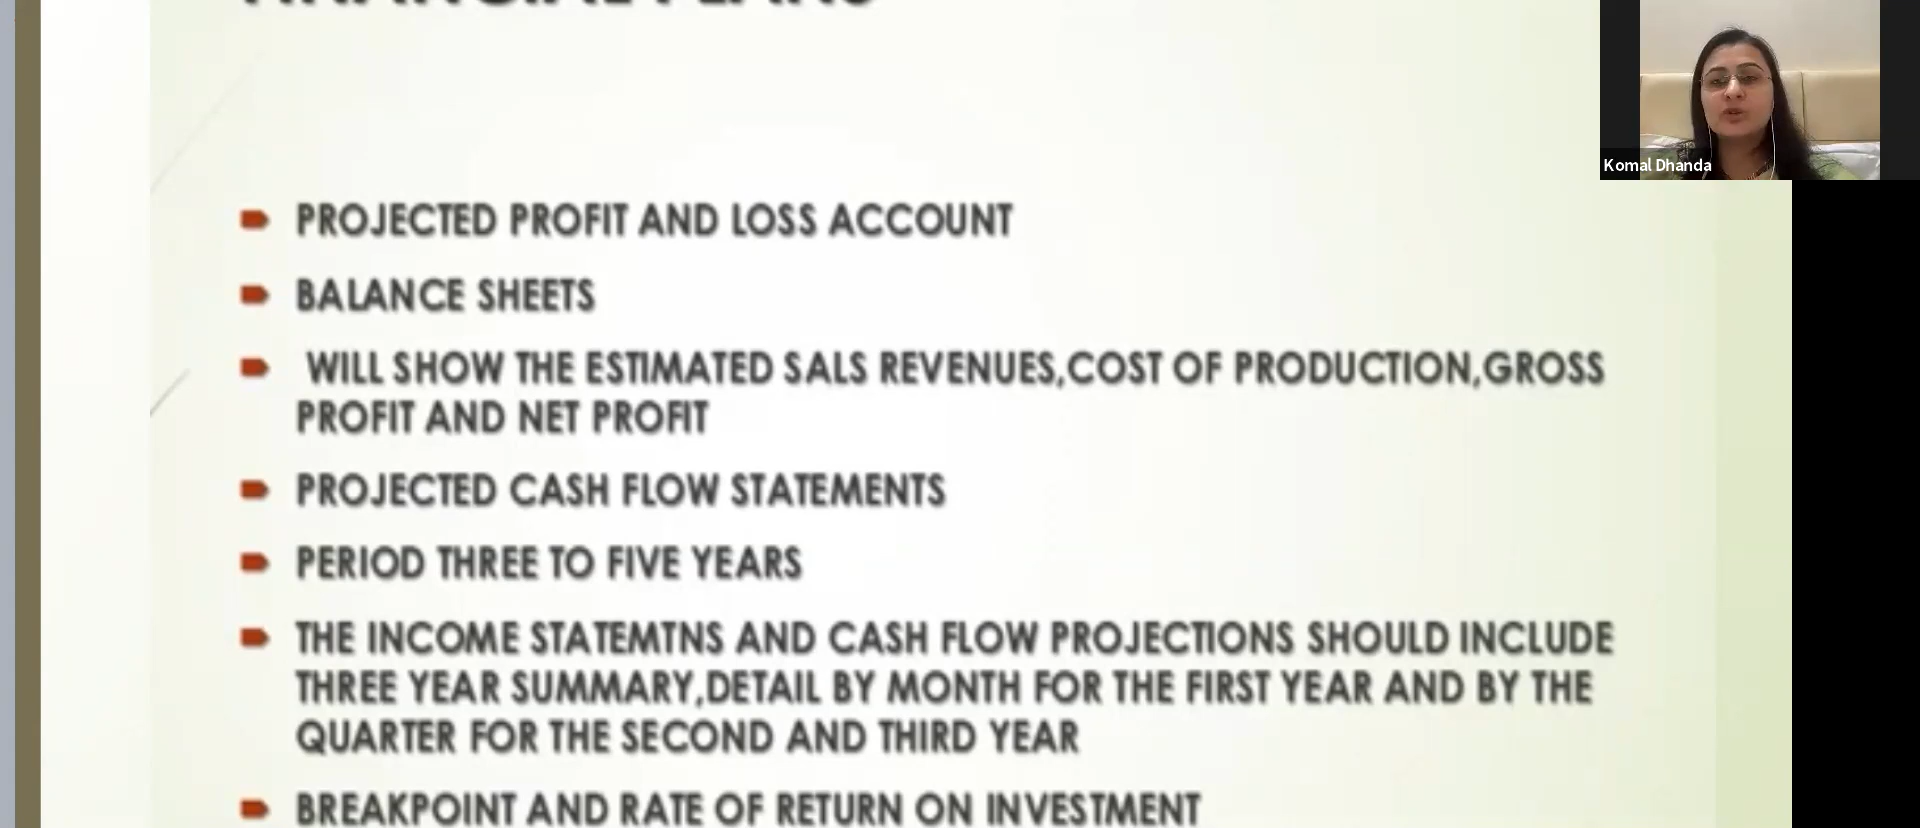 FINANCIAL PLANS
Komal Dhanda
PROJECTED PROFIT AND LOSS ACCOUNT
BALANCE SHEETS
WILL SHOW THE ESTIMATED SALS REVENUES,COST OF PRODUCTION,GROSS
PROFIT AND NET PROFIT
PROJECTED CASH FLOW STATEMENTS
PERIOD THREE TO FIVE YEARS
THE INCOME STATEMTNS AND CASH FLOW PROJECTIONS SHOULD INCLUDE
THREE YEAR SUMMARY,DETAIL BY MONTH FOR THE FIRST YEAR AND BY THE
QUARTER FOR THE SECOND AND THIRD YEAR
BREAKPOINT AND RATE OF RETURN ON INVESTMENT